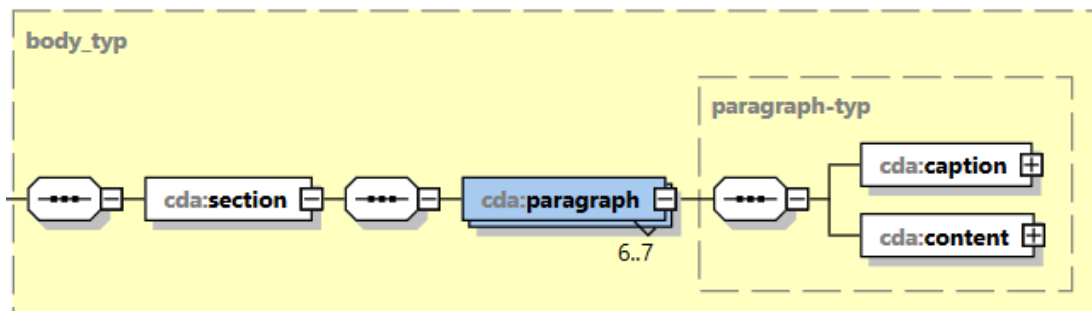 body_typ
paragraph-typ
cda:caption
cda:section
cda:paragraph
6..7
cda:content